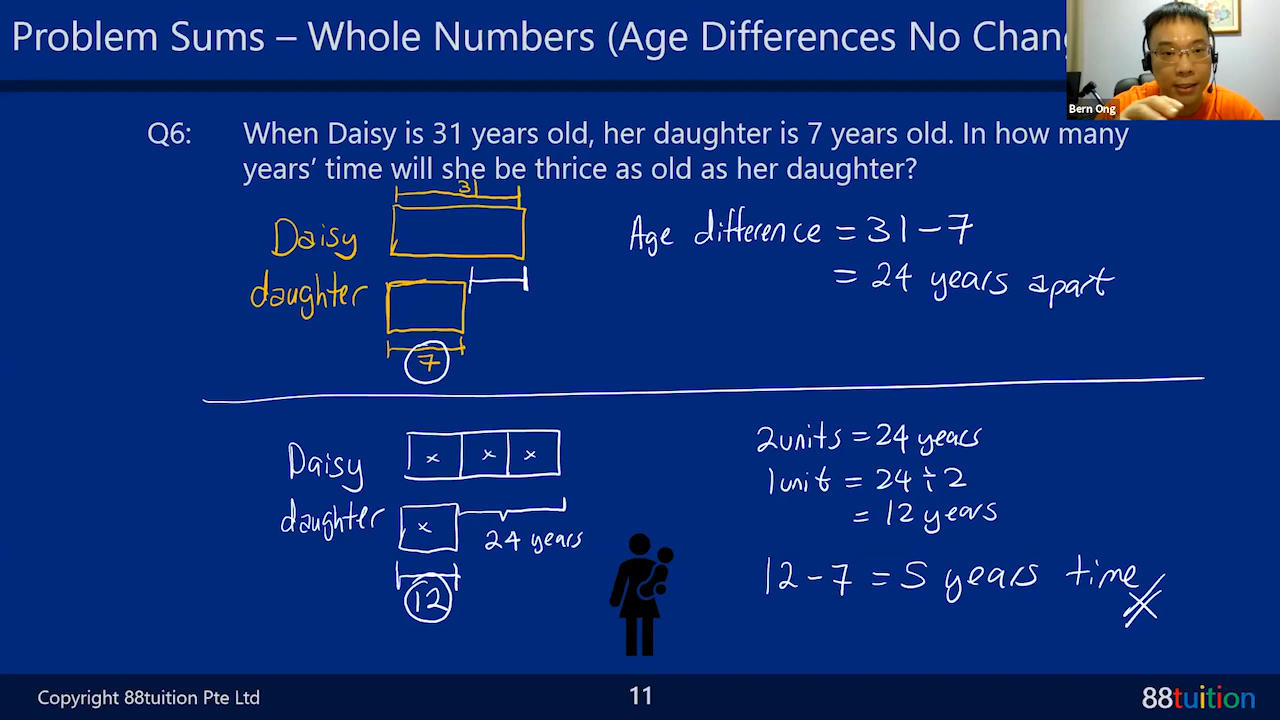 Problem Sums – Whole Numbers (Age Differences No Chan
Bern Ong
Q6: When Daisy is 31 years old, her daughter is 7 years old. In how many
years' time will she be thrice as old as her daughter?
31
Daisy
daughter
7
Age difference = 31 - 7
= 24 years apart
Daisy
x x x
daughter
x
24 years
12
2units = 24 years
1unit = 24 ÷ 2
= 12 years
12 - 7 = 5 years time
Copyright 88tuition Pte Ltd
11
88tuition